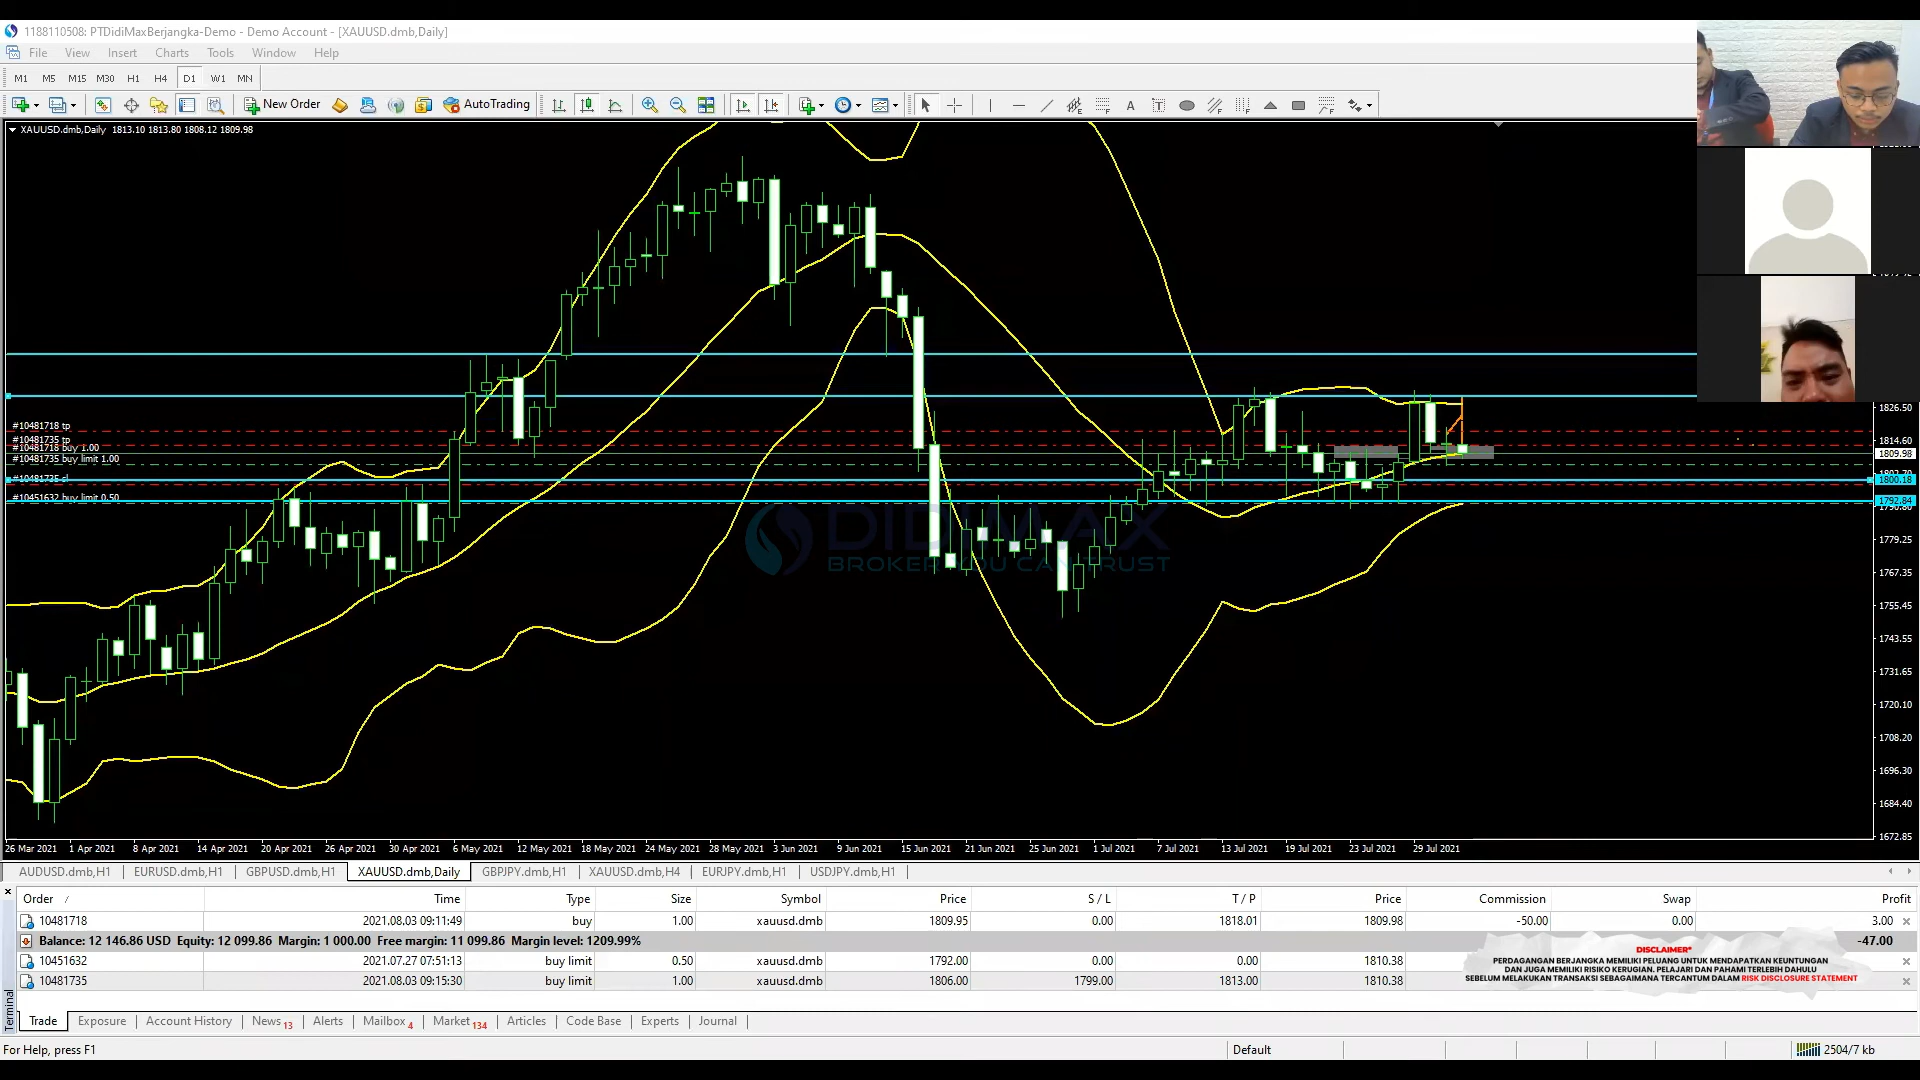 1188110508: PTDidiMaxBerjangka-Demo - Demo Account - [XAUUSD.dmb,Daily]
File View Insert Charts Tools Window Help
M1 M5 M15 M30 H1 H4 D1 W1 MN
New Order AutoTrading
A T
XAUUSD.dmb,Daily 1813.10 1813.80 1808.12 1809.98
#10481718 tp
#10481735 tp
#10481718 buy 1.00
#10481735 buy limit 1.00
#10481735 sl
#10451632 buy limit 0.50
1826.50
1814.60
1809.98
1800.18
1792.84
1779.25
1767.35
1755.45
1743.55
1731.65
1720.10
1708.20
1696.30
1684.40
1672.85
DIDIMAX
BROKER YOU CAN TRUST
26 Mar 2021 1 Apr 2021 8 Apr 2021 14 Apr 2021 20 Apr 2021 26 Apr 2021 30 Apr 2021 6 May 2021 12 May 2021 18 May 2021 24 May 2021 28 May 2021 3 Jun 2021 9 Jun 2021 15 Jun 2021 21 Jun 2021 25 Jun 2021 1 Jul 2021 7 Jul 2021 13 Jul 2021 19 Jul 2021 23 Jul 2021 29 Jul 2021
AUDUSD.dmb,H1 EURUSD.dmb,H1 GBPUSD.dmb,H1 XAUUSD.dmb,Daily GBPJPY.dmb,H1 XAUUSD.dmb,H4 EURJPY.dmb,H1 USDJPY.dmb,H1
Order / Time Type Size Symbol Price S / L T / P Price Commission Swap Profit
10481718 2021.08.03 09:11:49 buy 1.00 xauusd.dmb 1809.95 0.00 1818.01 1809.98 -50.00 0.00 3.00
Balance: 12 146.86 USD Equity: 12 099.86 Margin: 1 000.00 Free margin: 11 099.86 Margin level: 1209.99% -47.00
10451632 2021.07.27 07:51:13 buy limit 0.50 xauusd.dmb 1792.00 0.00 0.00 1810.38
10481735 2021.08.03 09:15:30 buy limit 1.00 xauusd.dmb 1806.00 1799.00 1813.00 1810.38
DISCLAIMER*
PERDAGANGAN BERJANGKA MEMILIKI PELUANG UNTUK MENDAPATKAN KEUNTUNGAN
DAN JUGA MEMILIKI RISIKO KERUGIAN. PELAJARI DAN PAHAMI TERLEBIH DAHULU
SEBELUM MELAKUKAN TRANSAKSI SEBAGAIMANA TERCANTUM DALAM RISK DISCLOSURE STATEMENT
Terminal
Trade Exposure Account History News 13 Alerts Mailbox 4 Market 134 Articles Code Base Experts Journal
For Help, press F1 Default 2504/7 kb